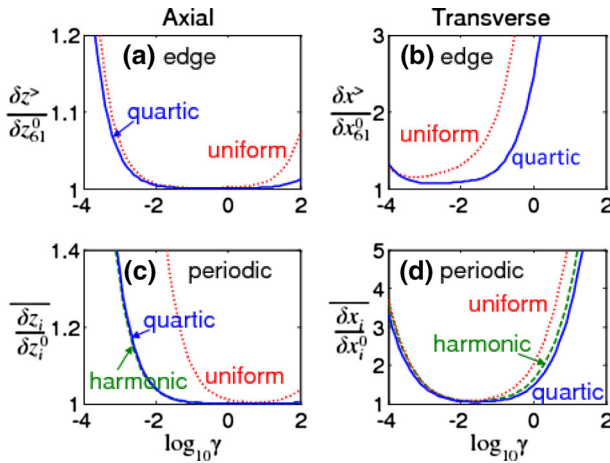 Axial
Transverse
(a) edge
(b) edge
1.2
1.1
1
δz>
δz⁰₆₁
quartic
uniform
-4 -2 0 2
3
2
1
δx>
δx⁰₆₁
uniform
quartic
-4 -2 0 2
(c) periodic
(d) periodic
1.4
1.2
1
δzᵢ
δzᵢ⁰
quartic
harmonic
uniform
-4 -2 0 2
log₁₀γ
5
4
3
2
1
δxᵢ
δxᵢ⁰
uniform
harmonic
quartic
-4 -2 0 2
log₁₀γ